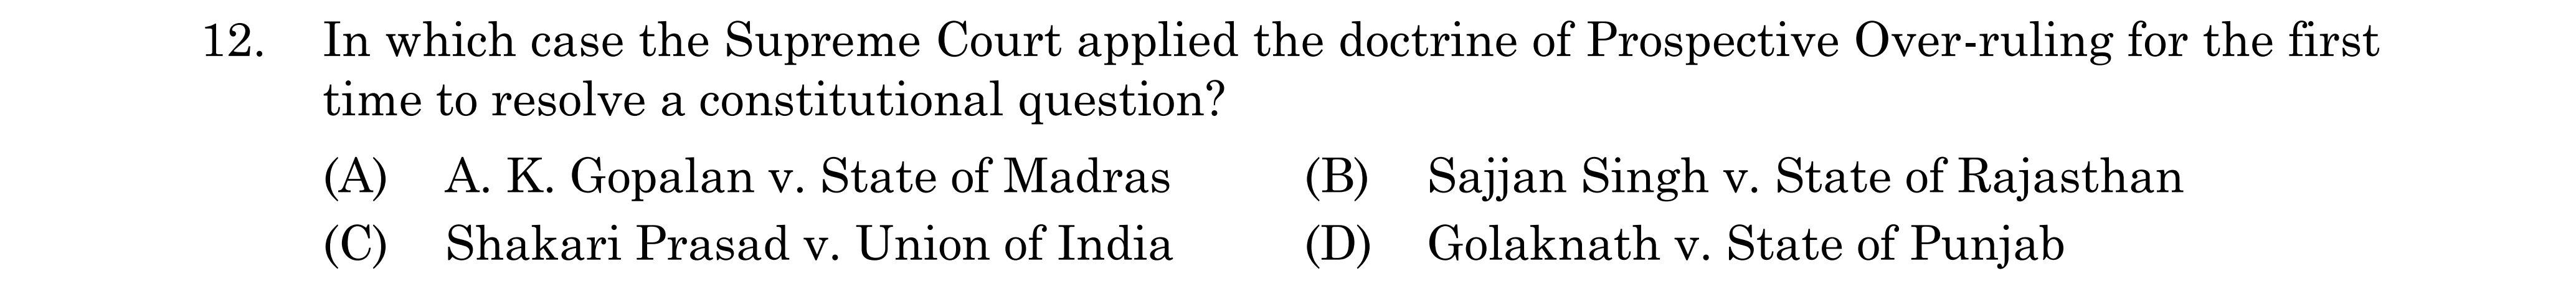 12. In which case the Supreme Court applied the doctrine of Prospective Over-ruling for the first
time to resolve a constitutional question?
(A) A. K. Gopalan v. State of Madras (B) Sajjan Singh v. State of Rajasthan
(C) Shakari Prasad v. Union of India (D) Golaknath v. State of Punjab